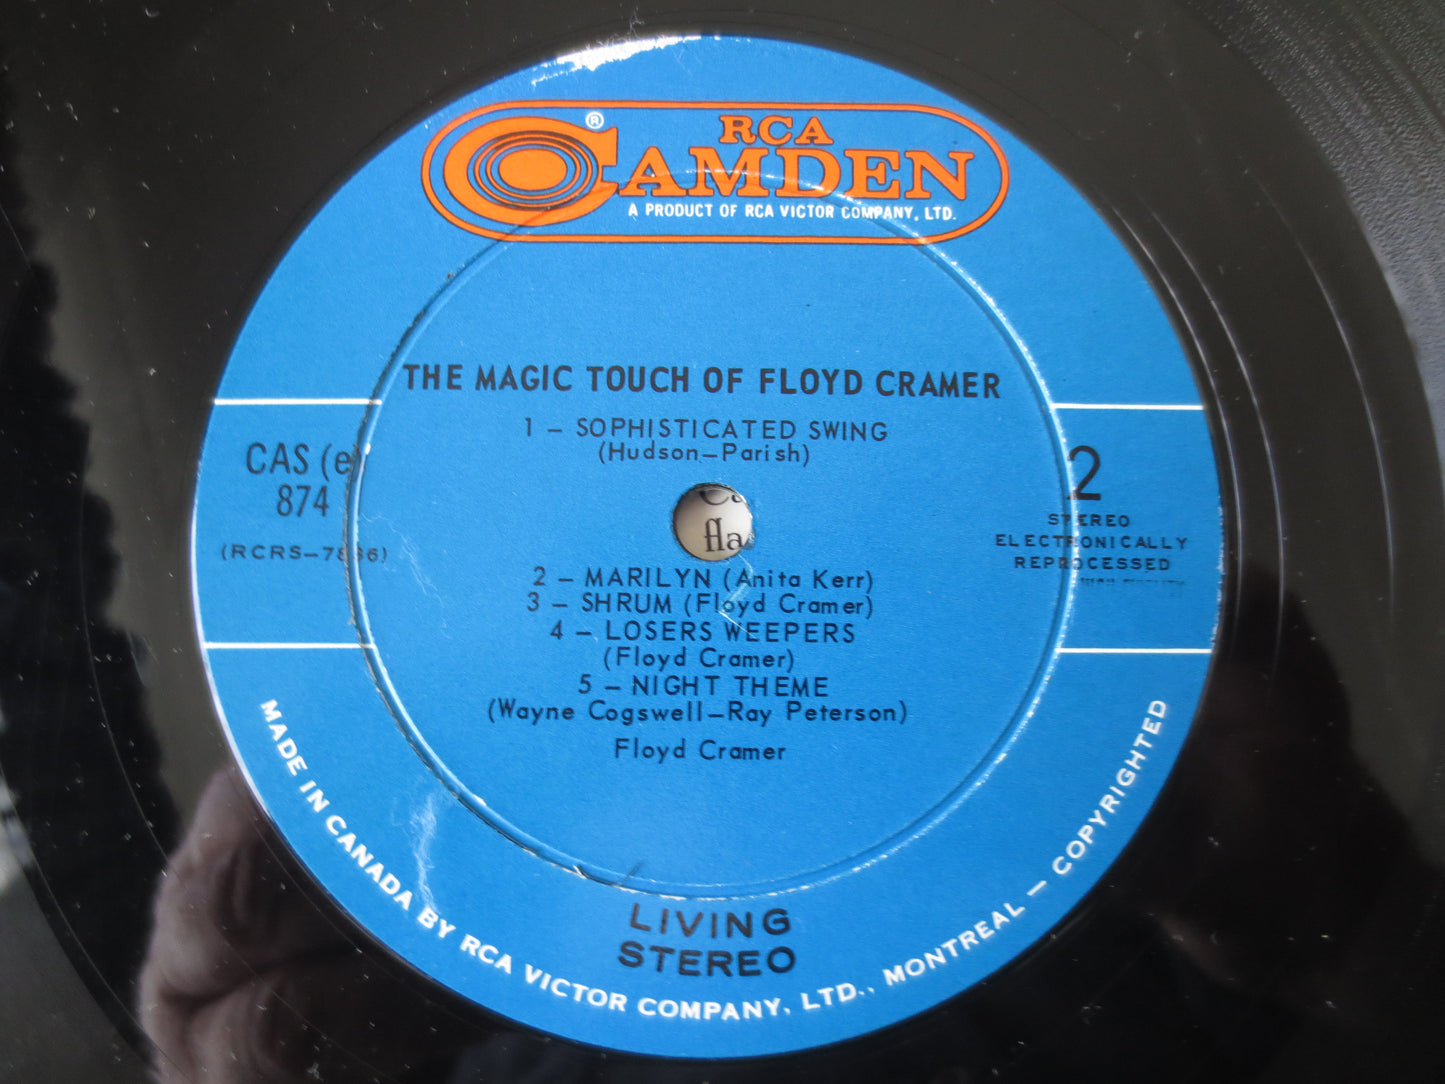 ®
RCA
CAMDEN
A PRODUCT OF RCA VICTOR COMPANY, LTD.
THE MAGIC TOUCH OF FLOYD CRAMER
1 – SOPHISTICATED SWING
(Hudson–Parish)
CAS (e)
874
2
STEREO
ELECTRONICALLY
REPROCESSED
fla
2 – MARILYN (Anita Kerr)
3 – SHRUM (Floyd Cramer)
4 – LOSERS WEEPERS
(Floyd Cramer)
5 – NIGHT THEME
(Wayne Cogswell–Ray Peterson)
Floyd Cramer
LIVING
STEREO
MADE IN CANADA BY RCA VICTOR COMPANY, LTD., MONTREAL – COPYRIGHTED